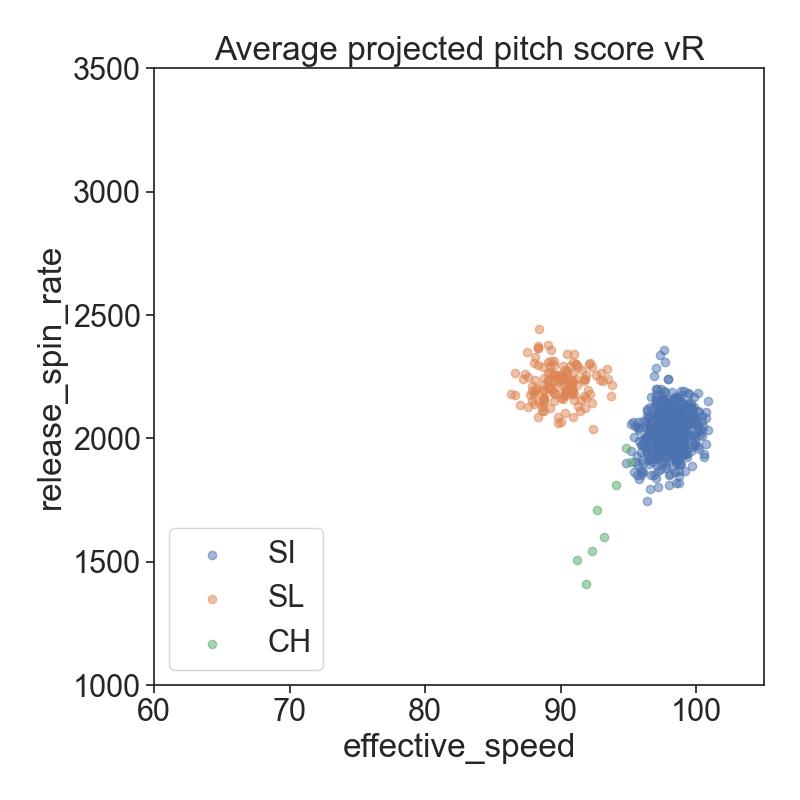 Average projected pitch score vR
3500
3000
2500
2000
1500
1000
release_spin_rate
SI
SL
CH
60
70
80
90
100
effective_speed